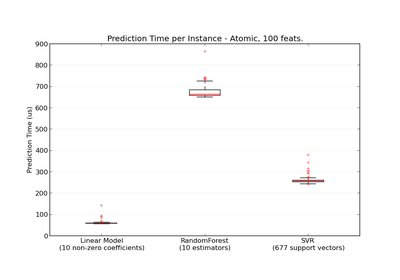 Prediction Time per Instance - Atomic, 100 feats.
900
800
700
600
500
400
300
200
100
0
Prediction Time (us)
Linear Model
(10 non-zero coefficients)
RandomForest
(10 estimators)
SVR
(677 support vectors)